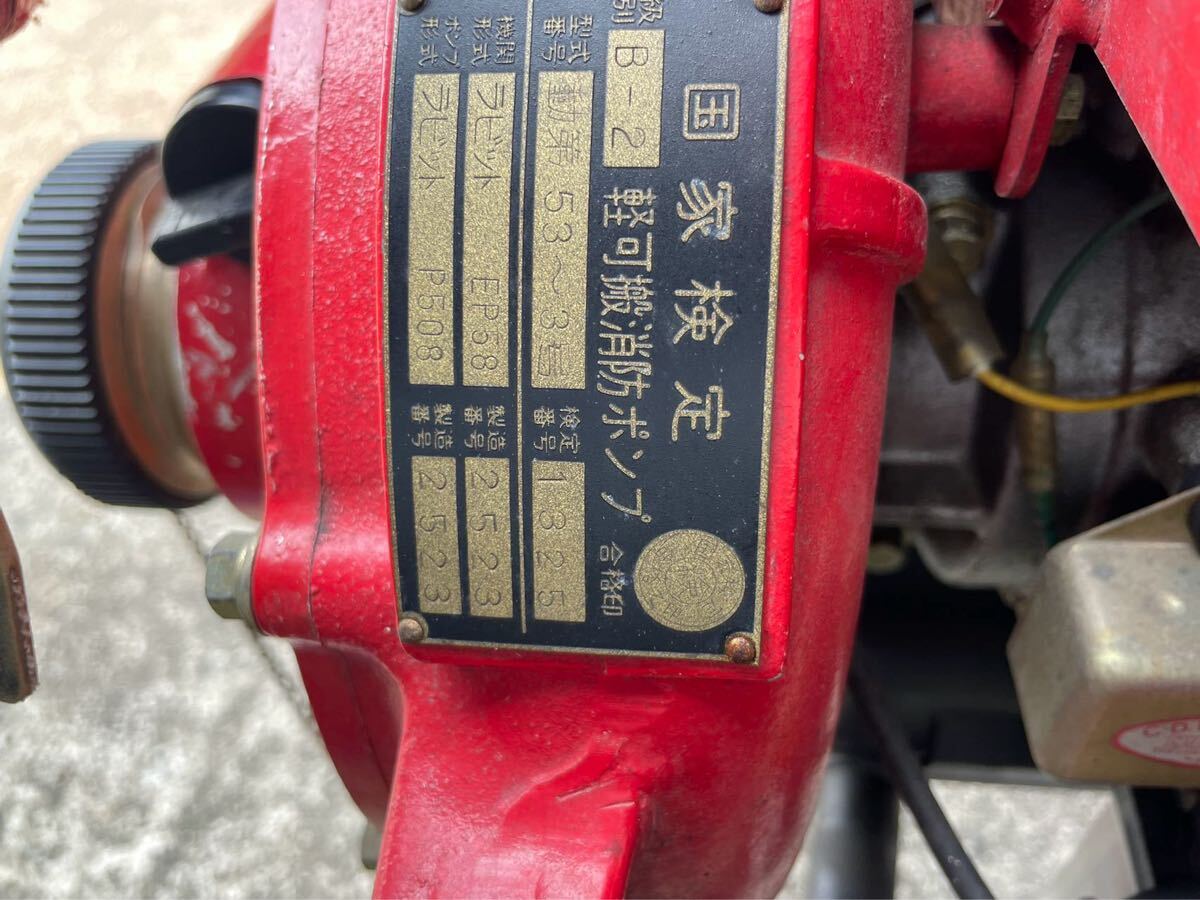 国家検定
軽可搬消防ポンプ
合格印
級別 B-2
型式番号 動第53~3号 検定番号 1825
機関形式 ラビット EP58 製造番号 22523
ポンプ形式 ラビット P508 製造番号 22523